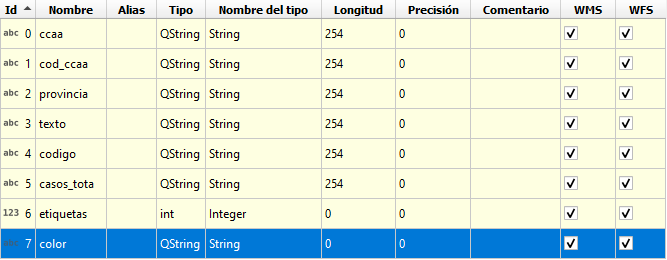 Id Nombre Alias Tipo Nombre del tipo Longitud Precisión Comentario WMS WFS
abc 0 ccaa QString String 254 0
abc 1 cod_ccaa QString String 254 0
abc 2 provincia QString String 254 0
abc 3 texto QString String 254 0
abc 4 codigo QString String 254 0
abc 5 casos_tota QString String 254 0
123 6 etiquetas int Integer 0 0
abc 7 color QString String 0 0